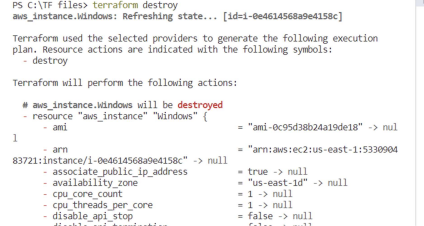 PS C:\TF files> terraform destroy
aws_instance.Windows: Refreshing state... [id=i-0e4614568a9e4158c]
Terraform used the selected providers to generate the following execution
plan. Resource actions are indicated with the following symbols:
- destroy
Terraform will perform the following actions:
# aws_instance.Windows will be destroyed
- resource "aws_instance" "Windows" {
- ami = "ami-0c95d38b24a19de18" -> nul
l
- arn = "arn:aws:ec2:us-east-1:5330904
83721:instance/i-0e4614568a9e4158c" -> null
- associate_public_ip_address = true -> null
- availability_zone = "us-east-1d" -> null
- cpu_core_count = 1 -> null
- cpu_threads_per_core = 1 -> null
- disable_api_stop = false -> null
- disable_api_termination = false -> null